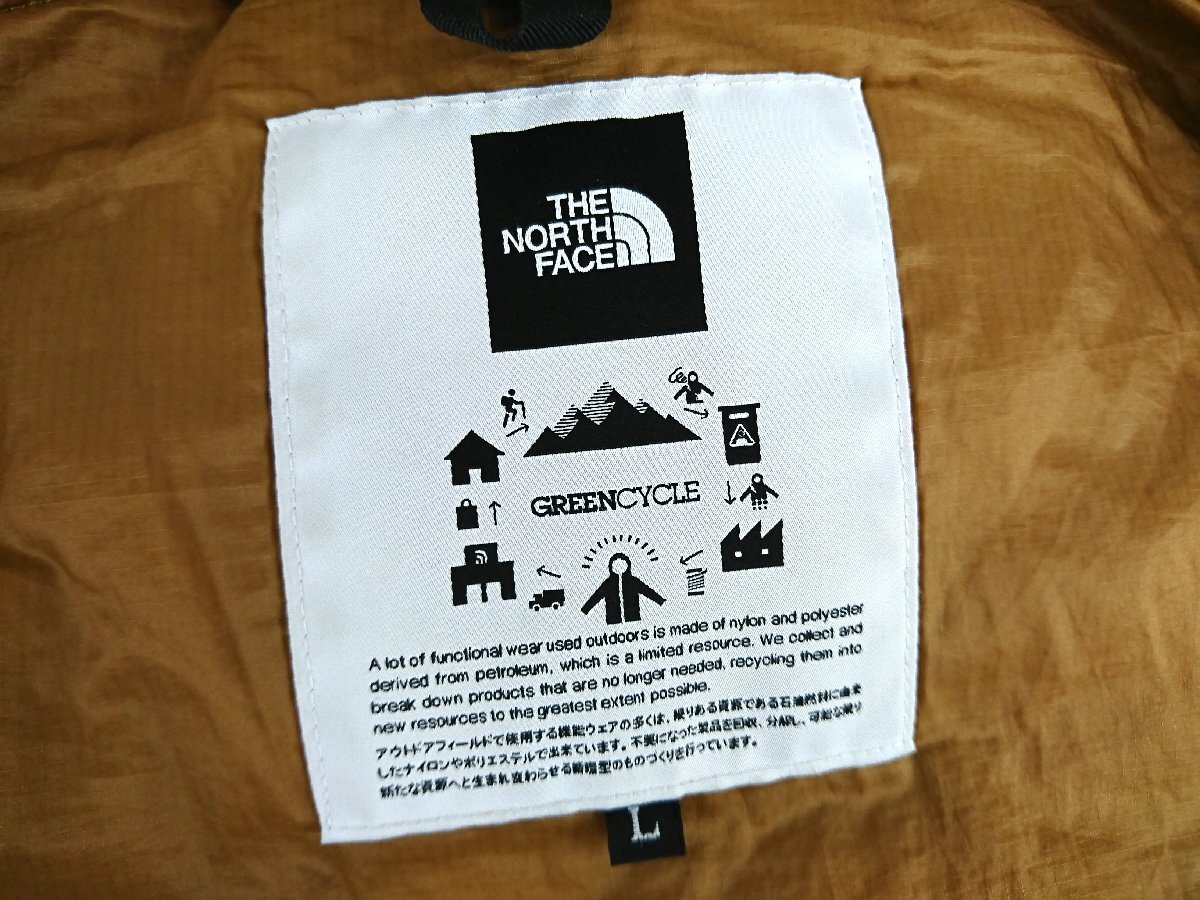 THE
NORTH
FACE
GREENCYCLE
A lot of functional wear used outdoors is made of nylon and polyester
derived from petroleum, which is a limited resource. We collect and
break down products that are no longer needed, recycling them into
new resources to the greatest extent possible.
アウトドアフィールドで使用する機能ウェアの多くは、限りある資源である石油燃料に由来
したナイロンやポリエステルで出来ています。不要になった製品を回収、分解し、可能な限り
新たな資源へと生まれ変わらせる循環型のものづくりを行っています。
L